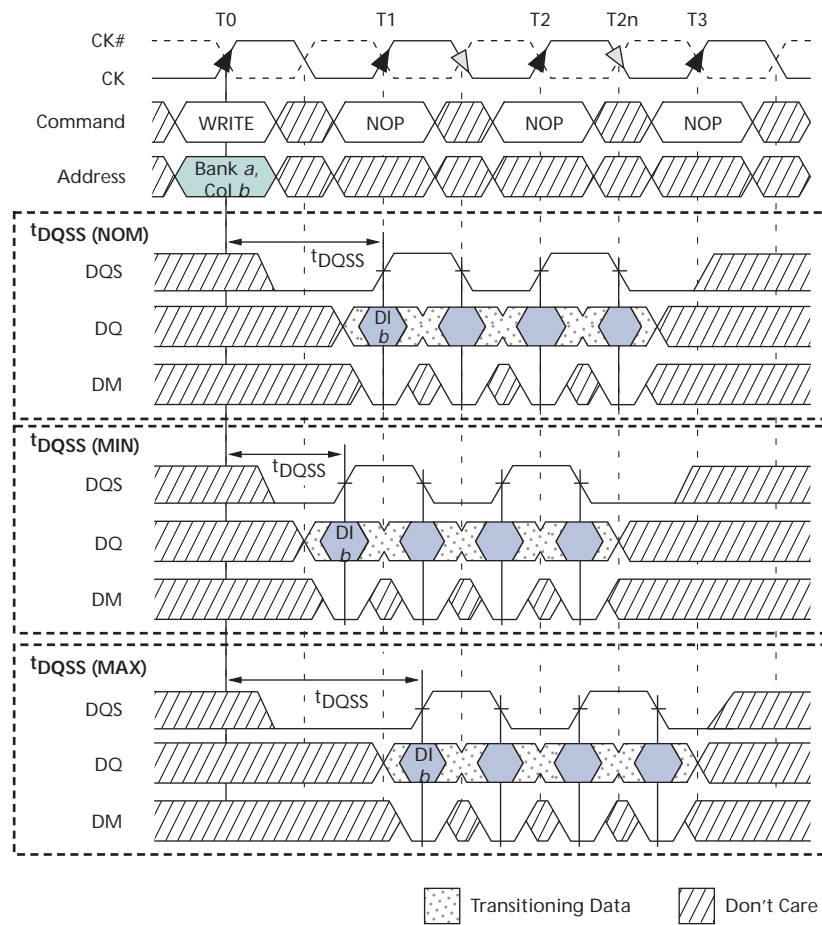 T0 T1 T2 T2n T3
CK#
CK
Command WRITE NOP NOP NOP
Address Bank a,
Col b
tDQSS (NOM)
tDQSS
DQS
DQ DI
b
DM
tDQSS (MIN)
tDQSS
DQS
DQ DI
b
DM
tDQSS (MAX)
tDQSS
DQS
DQ DI
b
DM
Transitioning Data Don't Care